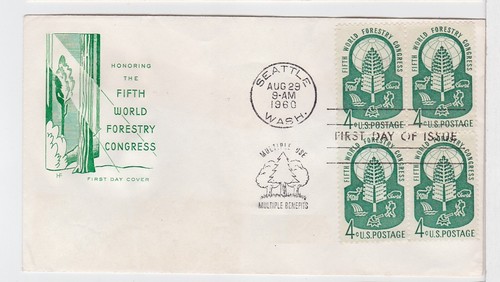 HONORING
THE
FIFTH
WORLD
FORESTRY
CONGRESS
HF
FIRST DAY COVER
SEATTLE
AUG 29
9-AM
1960
WASH.
MULTIPLE USE
MULTIPLE BENEFITS
FIFTH WORLD FORESTRY CONGRESS
4¢ U.S. POSTAGE
FIFTH WORLD FORESTRY CONGRESS
4¢ U.S. POSTAGE
FIRST DAY OF ISSUE
FIFTH WORLD FORESTRY CONGRESS
4¢ U.S. POSTAGE
FIFTH WORLD FORESTRY CONGRESS
4¢ U.S. POSTAGE